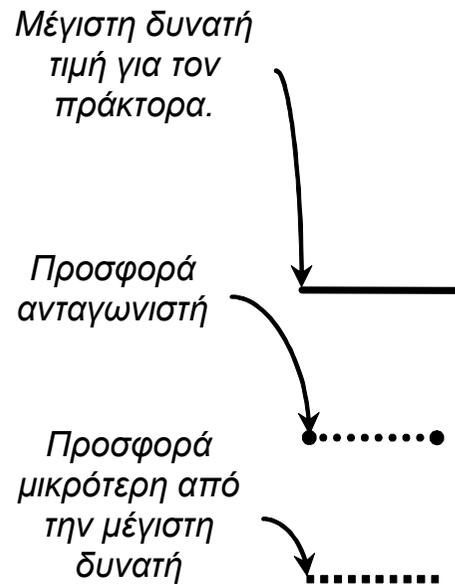 Μέγιστη δυνατή
τιμή για τον
πράκτορα.
Προσφορά
ανταγωνιστή
Προσφορά
μικρότερη από
την μέγιστη
δυνατή